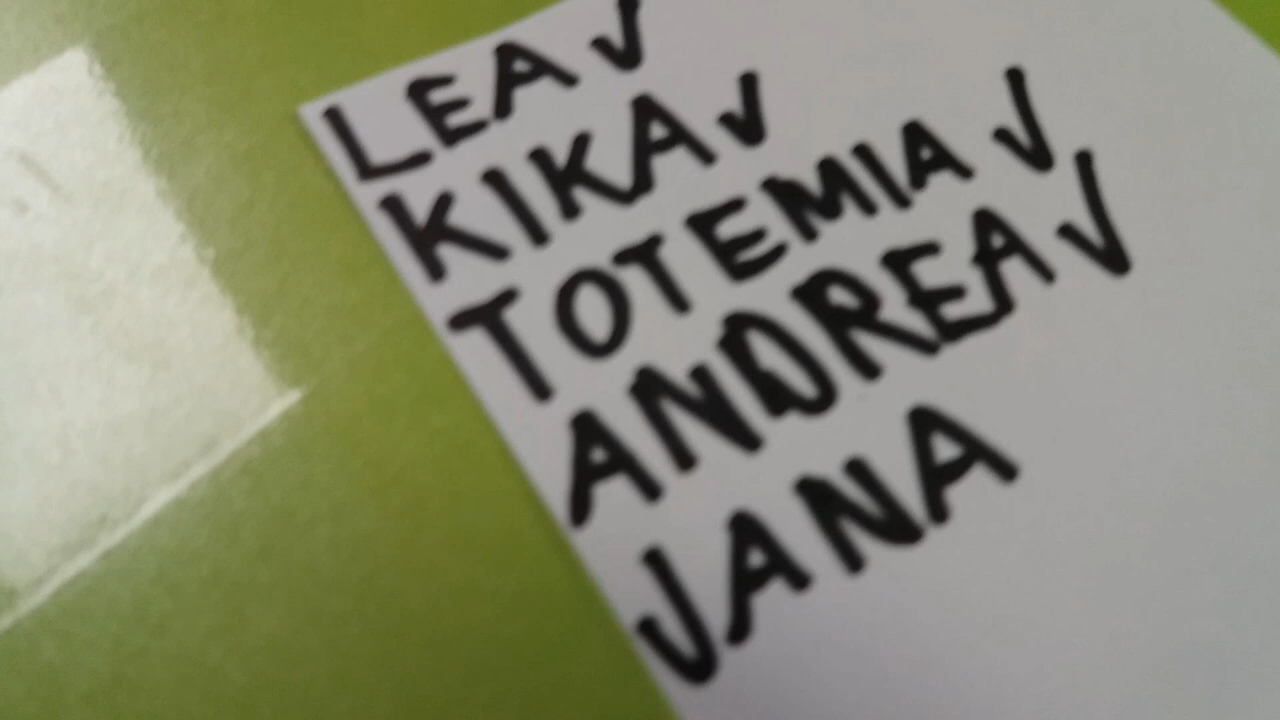 LEA ✓
KIKA ✓
TOTEMIA ✓
ANDREA ✓
JANA